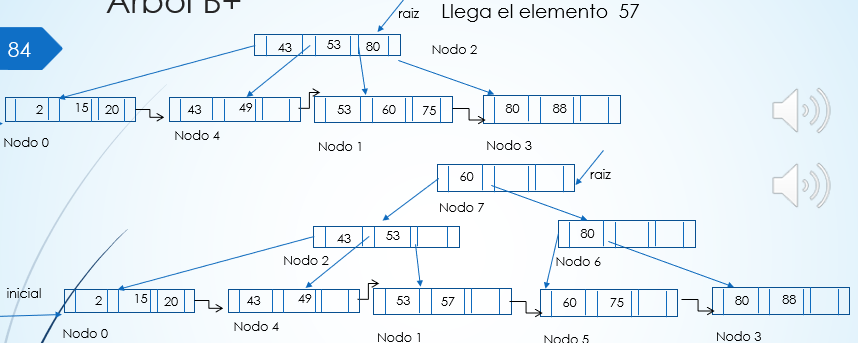 Árbol B+
raiz
Llega el elemento 57
84
43 53 80
Nodo 2
2 15 20
43 49
53 60 75
80 88
Nodo 0
Nodo 4
Nodo 1
Nodo 3
60
raiz
Nodo 7
43 53
80
Nodo 2
Nodo 6
inicial
2 15 20
43 49
53 57
60 75
80 88
Nodo 0
Nodo 4
Nodo 1
Nodo 5
Nodo 3